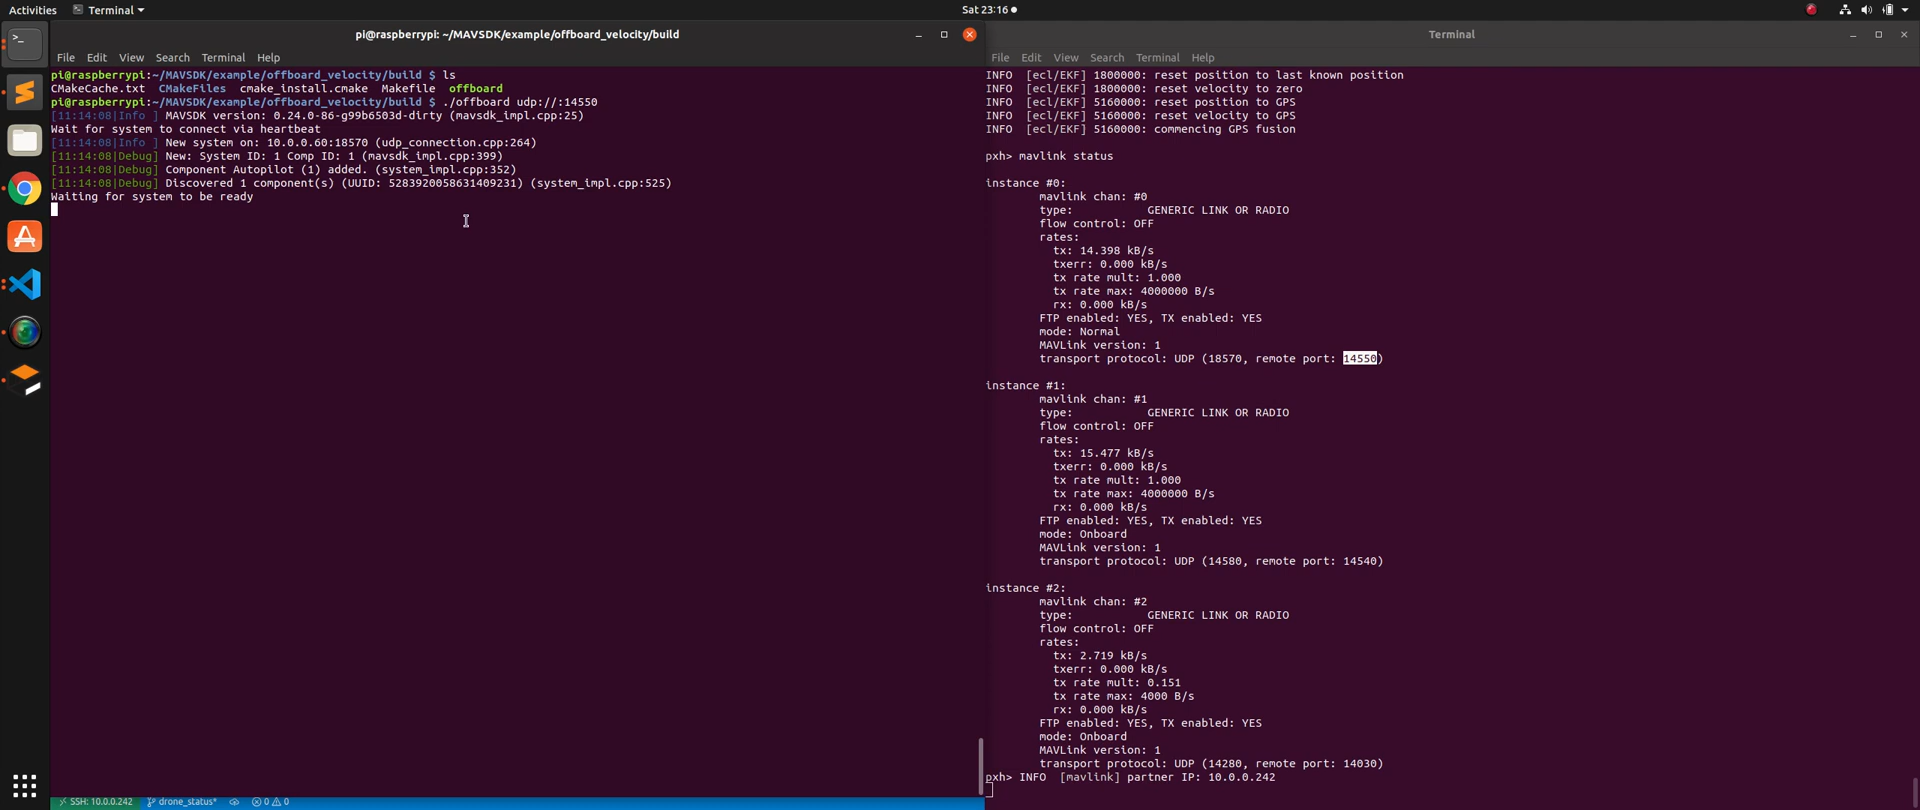 Activities
Terminal
Sat 23:16
pi@raspberrypi: ~/MAVSDK/example/offboard_velocity/build
File Edit View Search Terminal Help
pi@raspberrypi:~/MAVSDK/example/offboard_velocity/build $ ls
CMakeCache.txt CMakeFiles cmake_install.cmake Makefile offboard
pi@raspberrypi:~/MAVSDK/example/offboard_velocity/build $ ./offboard udp://:14550
[11:14:08|Info ] MAVSDK version: 0.24.0-86-g99b6503d-dirty (mavsdk_impl.cpp:25)
Wait for system to connect via heartbeat
[11:14:08|Info ] New system on: 10.0.0.60:18570 (udp_connection.cpp:264)
[11:14:08|Debug] New: System ID: 1 Comp ID: 1 (mavsdk_impl.cpp:399)
[11:14:08|Debug] Component Autopilot (1) added. (system_impl.cpp:352)
[11:14:08|Debug] Discovered 1 component(s) (UUID: 5283920058631409231) (system_impl.cpp:525)
Waiting for system to be ready
SSH: 10.0.0.242 drone_status* 0 0
Terminal
File Edit View Search Terminal Help
INFO [ecl/EKF] 1800000: reset position to last known position
INFO [ecl/EKF] 1800000: reset velocity to zero
INFO [ecl/EKF] 5160000: reset position to GPS
INFO [ecl/EKF] 5160000: reset velocity to GPS
INFO [ecl/EKF] 5160000: commencing GPS fusion
pxh> mavlink status
instance #0:
mavlink chan: #0
type: GENERIC LINK OR RADIO
flow control: OFF
rates:
tx: 14.398 kB/s
txerr: 0.000 kB/s
tx rate mult: 1.000
tx rate max: 4000000 B/s
rx: 0.000 kB/s
FTP enabled: YES, TX enabled: YES
mode: Normal
MAVLink version: 1
transport protocol: UDP (18570, remote port: 14550)
instance #1:
mavlink chan: #1
type: GENERIC LINK OR RADIO
flow control: OFF
rates:
tx: 15.477 kB/s
txerr: 0.000 kB/s
tx rate mult: 1.000
tx rate max: 4000000 B/s
rx: 0.000 kB/s
FTP enabled: YES, TX enabled: YES
mode: Onboard
MAVLink version: 1
transport protocol: UDP (14580, remote port: 14540)
instance #2:
mavlink chan: #2
type: GENERIC LINK OR RADIO
flow control: OFF
rates:
tx: 2.719 kB/s
txerr: 0.000 kB/s
tx rate mult: 0.151
tx rate max: 4000 B/s
rx: 0.000 kB/s
FTP enabled: YES, TX enabled: YES
mode: Onboard
MAVLink version: 1
transport protocol: UDP (14280, remote port: 14030)
pxh> INFO [mavlink] partner IP: 10.0.0.242